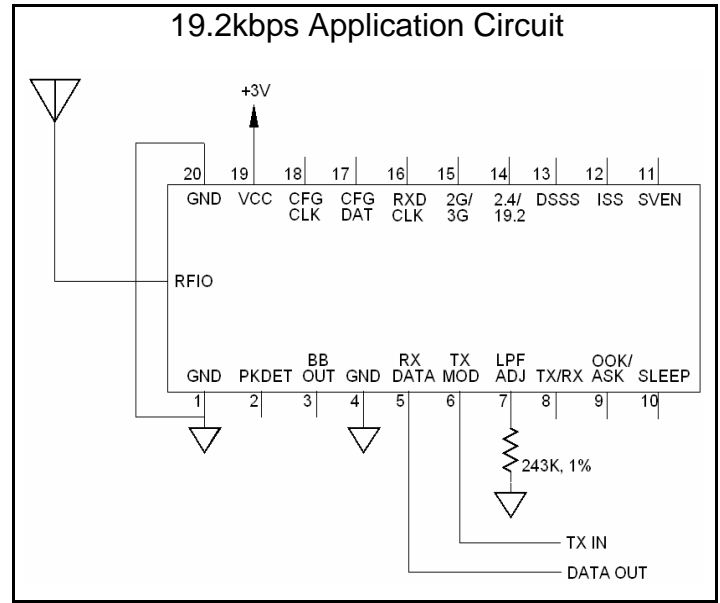 19.2kbps Application Circuit
+3V
20 19 18 17 16 15 14 13 12 11
GND VCC CFG CLK CFG DAT RXD CLK 2G/ 3G 2.4/ 19.2 DSSS ISS SVEN
RFIO
GND PKDET BB OUT GND RX DATA TX MOD LPF ADJ TX/RX OOK/ ASK SLEEP
1 2 3 4 5 6 7 8 9 10
243K, 1%
TX IN
DATA OUT